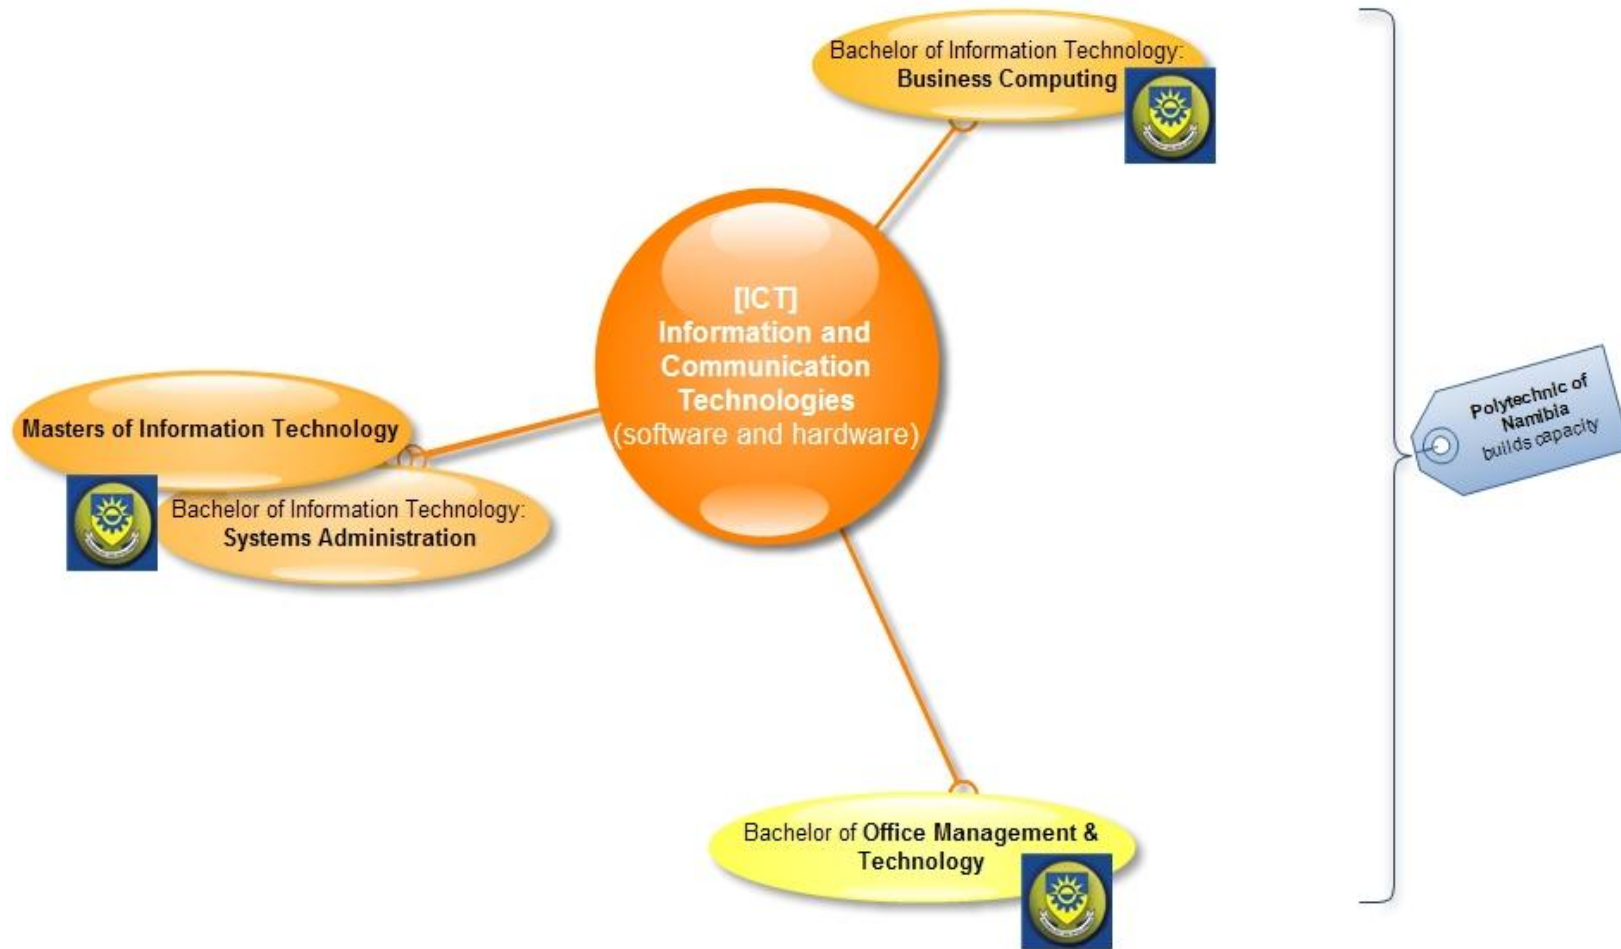 Bachelor of Information Technology:
Business Computing
[ICT]
Information and
Communication
Technologies
(software and hardware)
Masters of Information Technology
Bachelor of Information Technology:
Systems Administration
Polytechnic of
Namibia
builds capacity
Bachelor of Office Management &
Technology